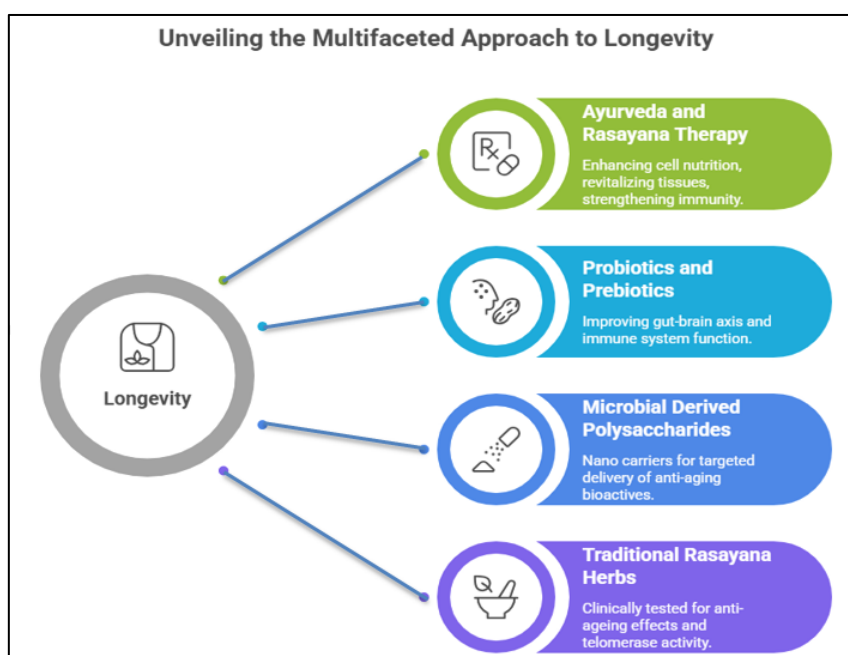 Unveiling the Multifaceted Approach to Longevity
Longevity
Ayurveda and
Rasayana Therapy
Enhancing cell nutrition,
revitalizing tissues,
strengthening immunity.
Probiotics and
Prebiotics
Improving gut-brain axis and
immune system function.
Microbial Derived
Polysaccharides
Nano carriers for targeted
delivery of anti-aging
bioactives.
Traditional Rasayana
Herbs
Clinically tested for anti-
ageing effects and
telomerase activity.
Rx